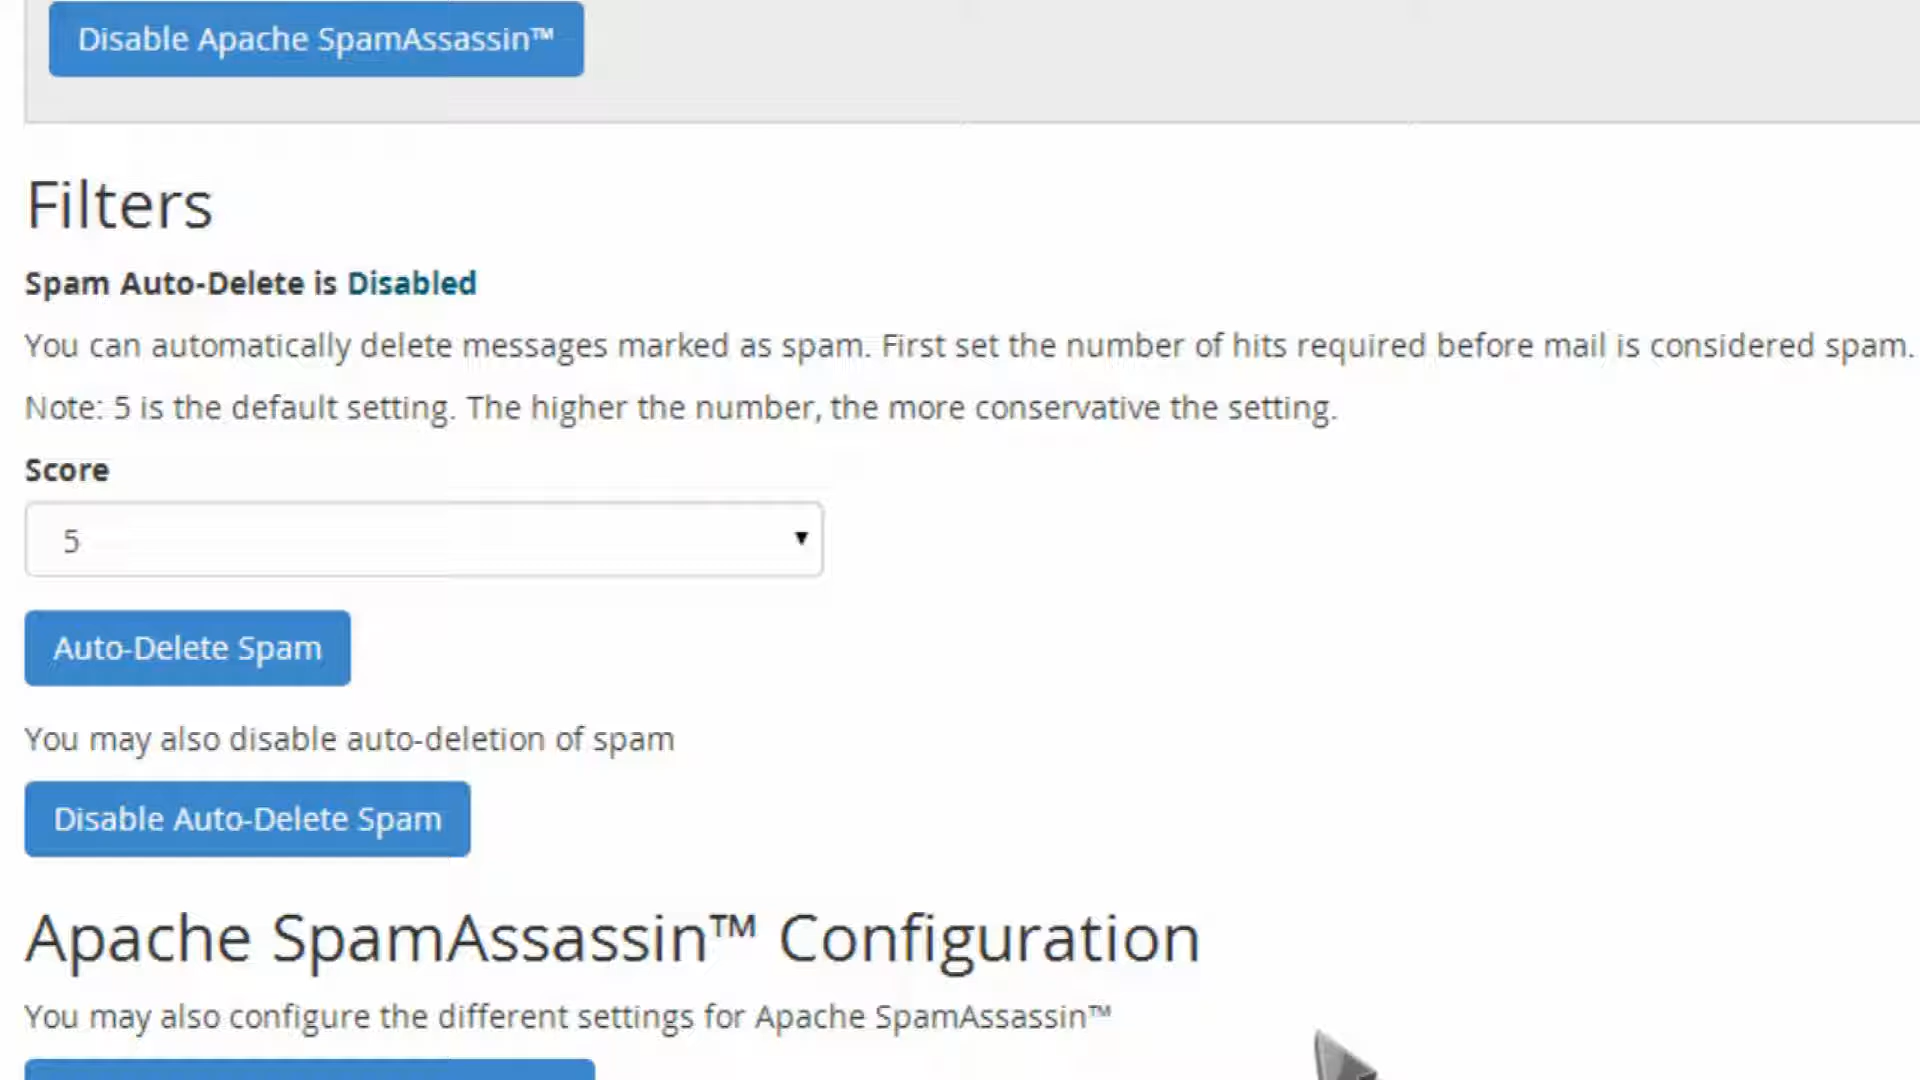 Disable Apache SpamAssassin™
Filters
Spam Auto-Delete is Disabled
You can automatically delete messages marked as spam. First set the number of hits required before mail is considered spam.
Note: 5 is the default setting. The higher the number, the more conservative the setting.
Score
5
Auto-Delete Spam
You may also disable auto-deletion of spam
Disable Auto-Delete Spam
Apache SpamAssassin™ Configuration
You may also configure the different settings for Apache SpamAssassin™